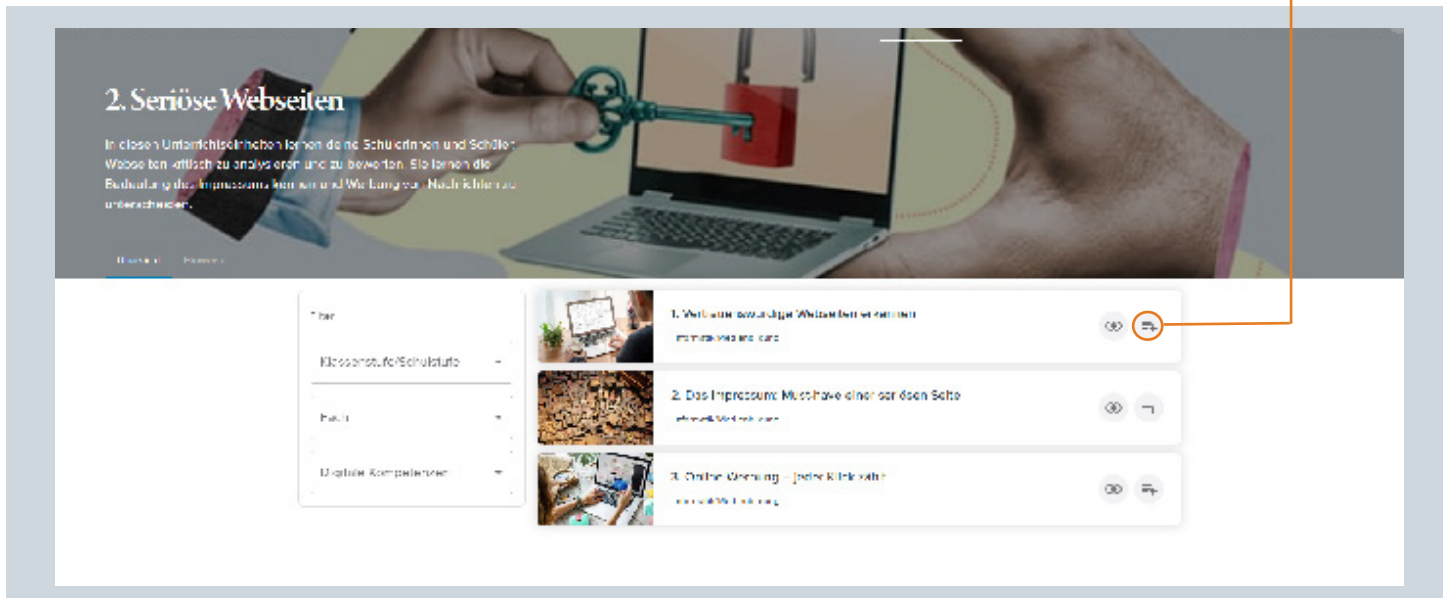 2. Seriöse Webseiten
In diesen Unterrichtseinheiten lernen deine Schülerinnen und Schüler,
Webseiten kritisch zu analysieren und zu bewerten. Sie lernen die
Bedeutung des Impressums kennen und Werbung von Nachrichten zu
unterscheiden.
Filter
Klassenstufe/Schulstufe
Fach
Digitale Kompetenzen
1. Vertrauenswürdige Webseiten erkennen
2. Das Impressum: Must-have einer seriösen Seite
3. Online-Werbung – jeder Klick zählt